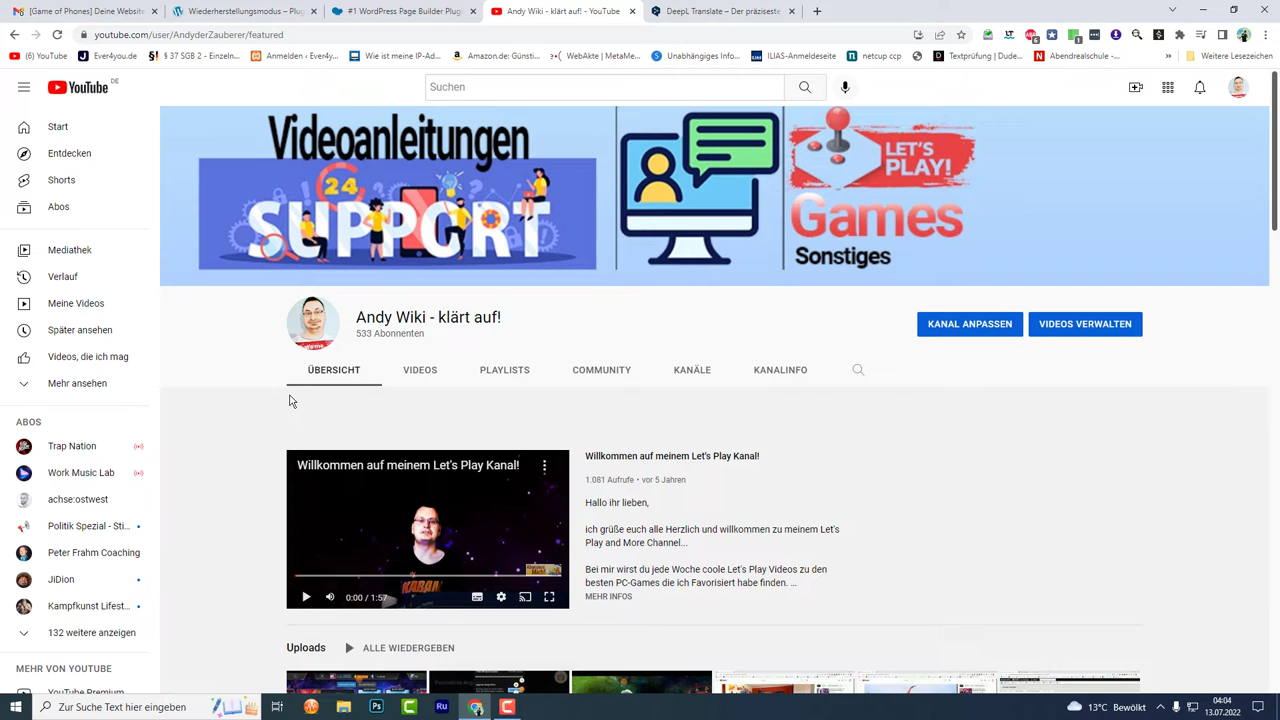 [Game of Phones] Deine Website
Wiederherstellungsmodus – Plug
#1 WordPress Page Builder Plug
Andy Wiki - klärt auf! - YouTube
DeepL Translate – Der präziseste
youtube.com/user/AndyderZauberer/featured
(6) YouTube
Ever4you.de
§ 37 SGB 2 - Einzeln...
Anmelden ‹ Ever4y...
Wie ist meine IP-Ad...
Amazon.de: Günsti...
WebAkte • MetaMe...
Unabhängiges Info...
ILIAS-Anmeldeseite
netcup ccp
Textprüfung | Dude...
Abendrealschule -...
»
Weitere Lesezeichen
YouTube DE
Suchen
Start
Entdecken
Shorts
Abos
Mediathek
Verlauf
Meine Videos
Später ansehen
Videos, die ich mag
Mehr ansehen
ABOS
Trap Nation
Work Music Lab
achse:ostwest
Politik Spezial - Sti...
Peter Frahm Coaching
JiDion
Kampfkunst Lifest...
132 weitere anzeigen
MEHR VON YOUTUBE
YouTube Premium
Videoanleitungen
24
SUPPORT
LET'S
PLAY!
Games
Sonstiges
Andy Wiki - klärt auf!
533 Abonnenten
KANAL ANPASSEN
VIDEOS VERWALTEN
ÜBERSICHT
VIDEOS
PLAYLISTS
COMMUNITY
KANÄLE
KANALINFO
Willkommen auf meinem Let's Play Kanal!
0:00 / 1:57
Willkommen auf meinem Let's Play Kanal!
1.081 Aufrufe • vor 5 Jahren
Hallo ihr lieben,
ich grüße euch alle Herzlich und willkommen zu meinem Let's
Play and More Channel...
Bei mir wirst du jede Woche coole Let's Play Videos zu den
besten PC-Games die ich Favorisiert habe finden. ...
MEHR INFOS
Uploads
ALLE WIEDERGEBEN
Zur Suche Text hier eingeben
13°C Bewölkt
04:04
13.07.2022